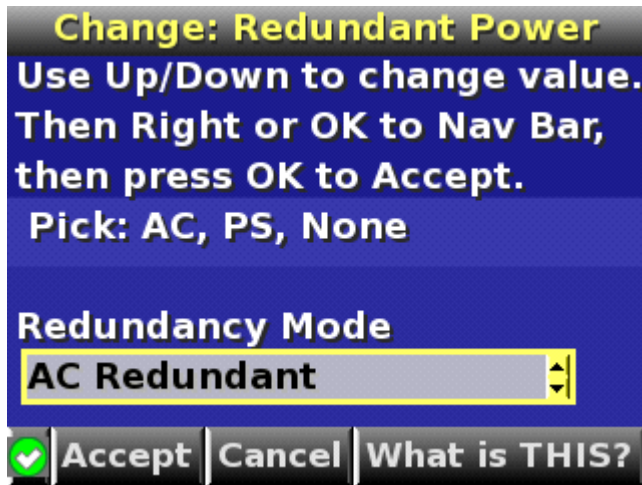 Change: Redundant Power
Use Up/Down to change value.
Then Right or OK to Nav Bar,
then press OK to Accept.
Pick: AC, PS, None
Redundancy Mode
AC Redundant
Accept Cancel What is THIS?